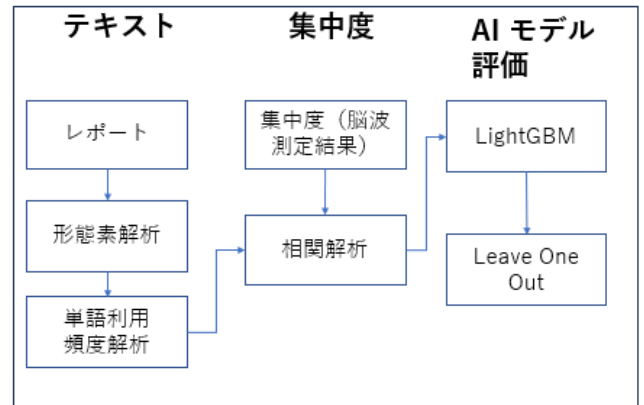 テキスト
レポート
形態素解析
単語利用
頻度解析
集中度
集中度（脳波
測定結果）
相関解析
AI モデル
評価
LightGBM
Leave One
Out